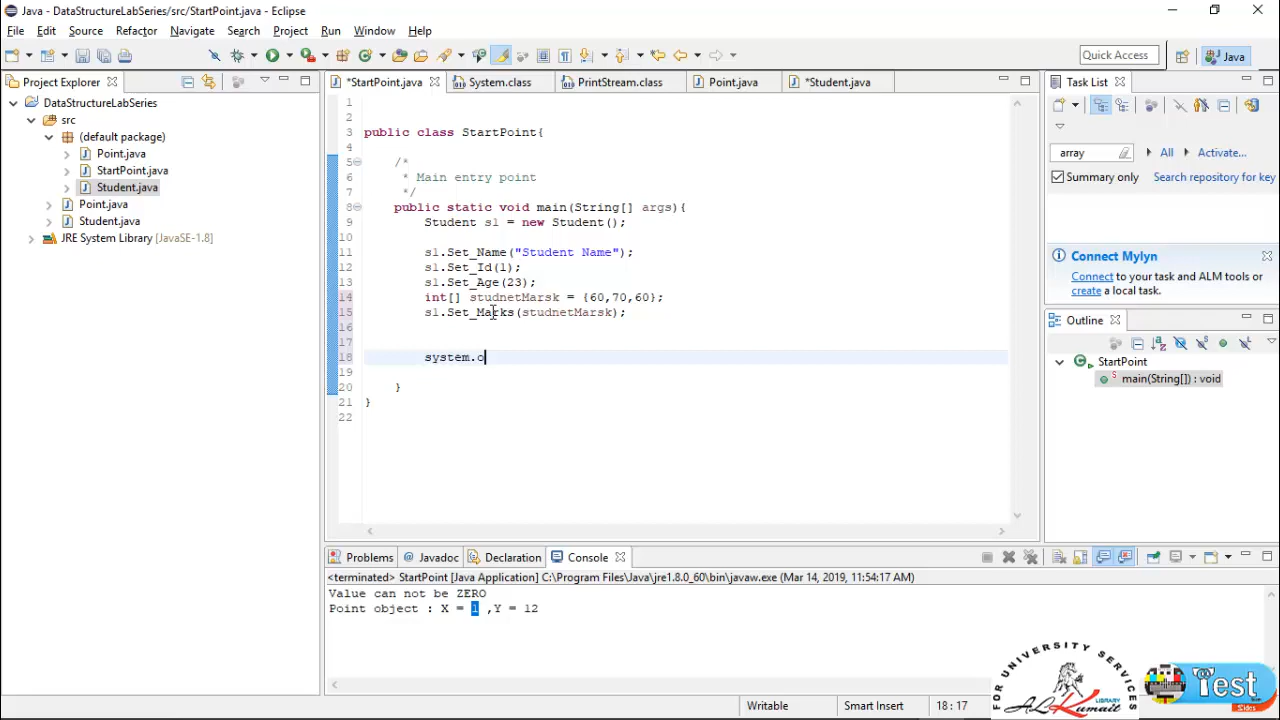 Java - DataStructureLabSeries/src/StartPoint.java - Eclipse
File Edit Source Refactor Navigate Search Project Run Window Help
Quick Access
Java
Project Explorer
*StartPoint.java
System.class
PrintStream.class
Point.java
*Student.java
Task List
DataStructureLabSeries
src
(default package)
Point.java
StartPoint.java
Student.java
Point.java
Student.java
JRE System Library [JavaSE-1.8]
1
2
3 public class StartPoint{
4
5 /*
6 * Main entry point
7 */
8 public static void main(String[] args){
9 Student s1 = new Student();
10
11 s1.Set_Name("Student Name");
12 s1.Set_Id(1);
13 s1.Set_Age(23);
14 int[] studnetMarsk = {60,70,60};
15 s1.Set_Marks(studnetMarsk);
16
17
18 system.o
19
20 }
21 }
22
array
All
Activate...
Summary only
Search repository for key
Connect Mylyn
Connect to your task and ALM tools or
create a local task.
Outline
StartPoint
main(String[]) : void
Problems
@ Javadoc
Declaration
Console
<terminated> StartPoint [Java Application] C:\Program Files\Java\jre1.8.0_60\bin\javaw.exe (Mar 14, 2019, 11:54:17 AM)
Value can not be ZERO
Point object : X = 1 ,Y = 12
Writable
Smart Insert
18 : 17
FOR UNIVERSITY SERVICES
LIBRARY
AL Kumait
Test
Slides